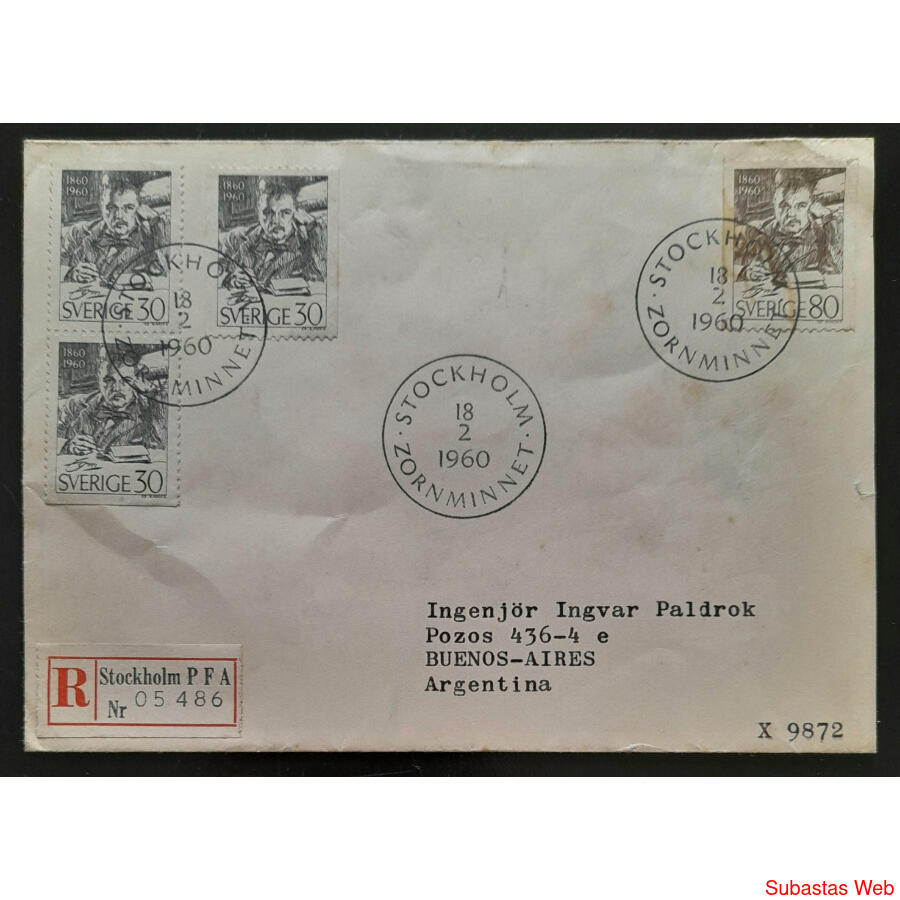 1860
1960
SVERIGE 30
1860
1960
SVERIGE 30
1860
1960
SVERIGE 80
1860
1960
SVERIGE 30
STOCKHOLM
18
2
1960
ZORNMINNET
STOCKHOLM
18
2
1960
ZORNMINNET
STOCKHOLM
18
2
1960
ZORNMINNET
Ingenjör Ingvar Paldrok
Pozos 436-4 e
BUENOS-AIRES
Argentina
R
Stockholm P F A
Nr 05 486
X 9872
Subastas Web